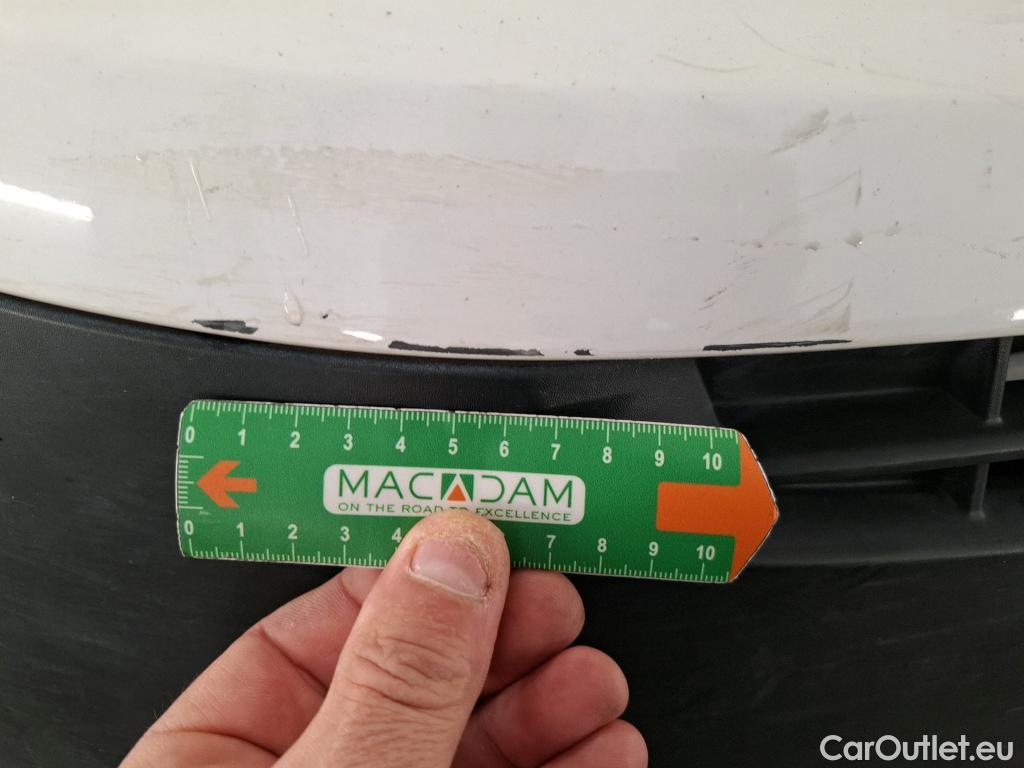 0 1 2 3 4 5 6 7 8 9 10
MACADAM
ON THE ROAD TO EXCELLENCE
0 1 2 3 4 7 8 9 10
CarOutlet.eu